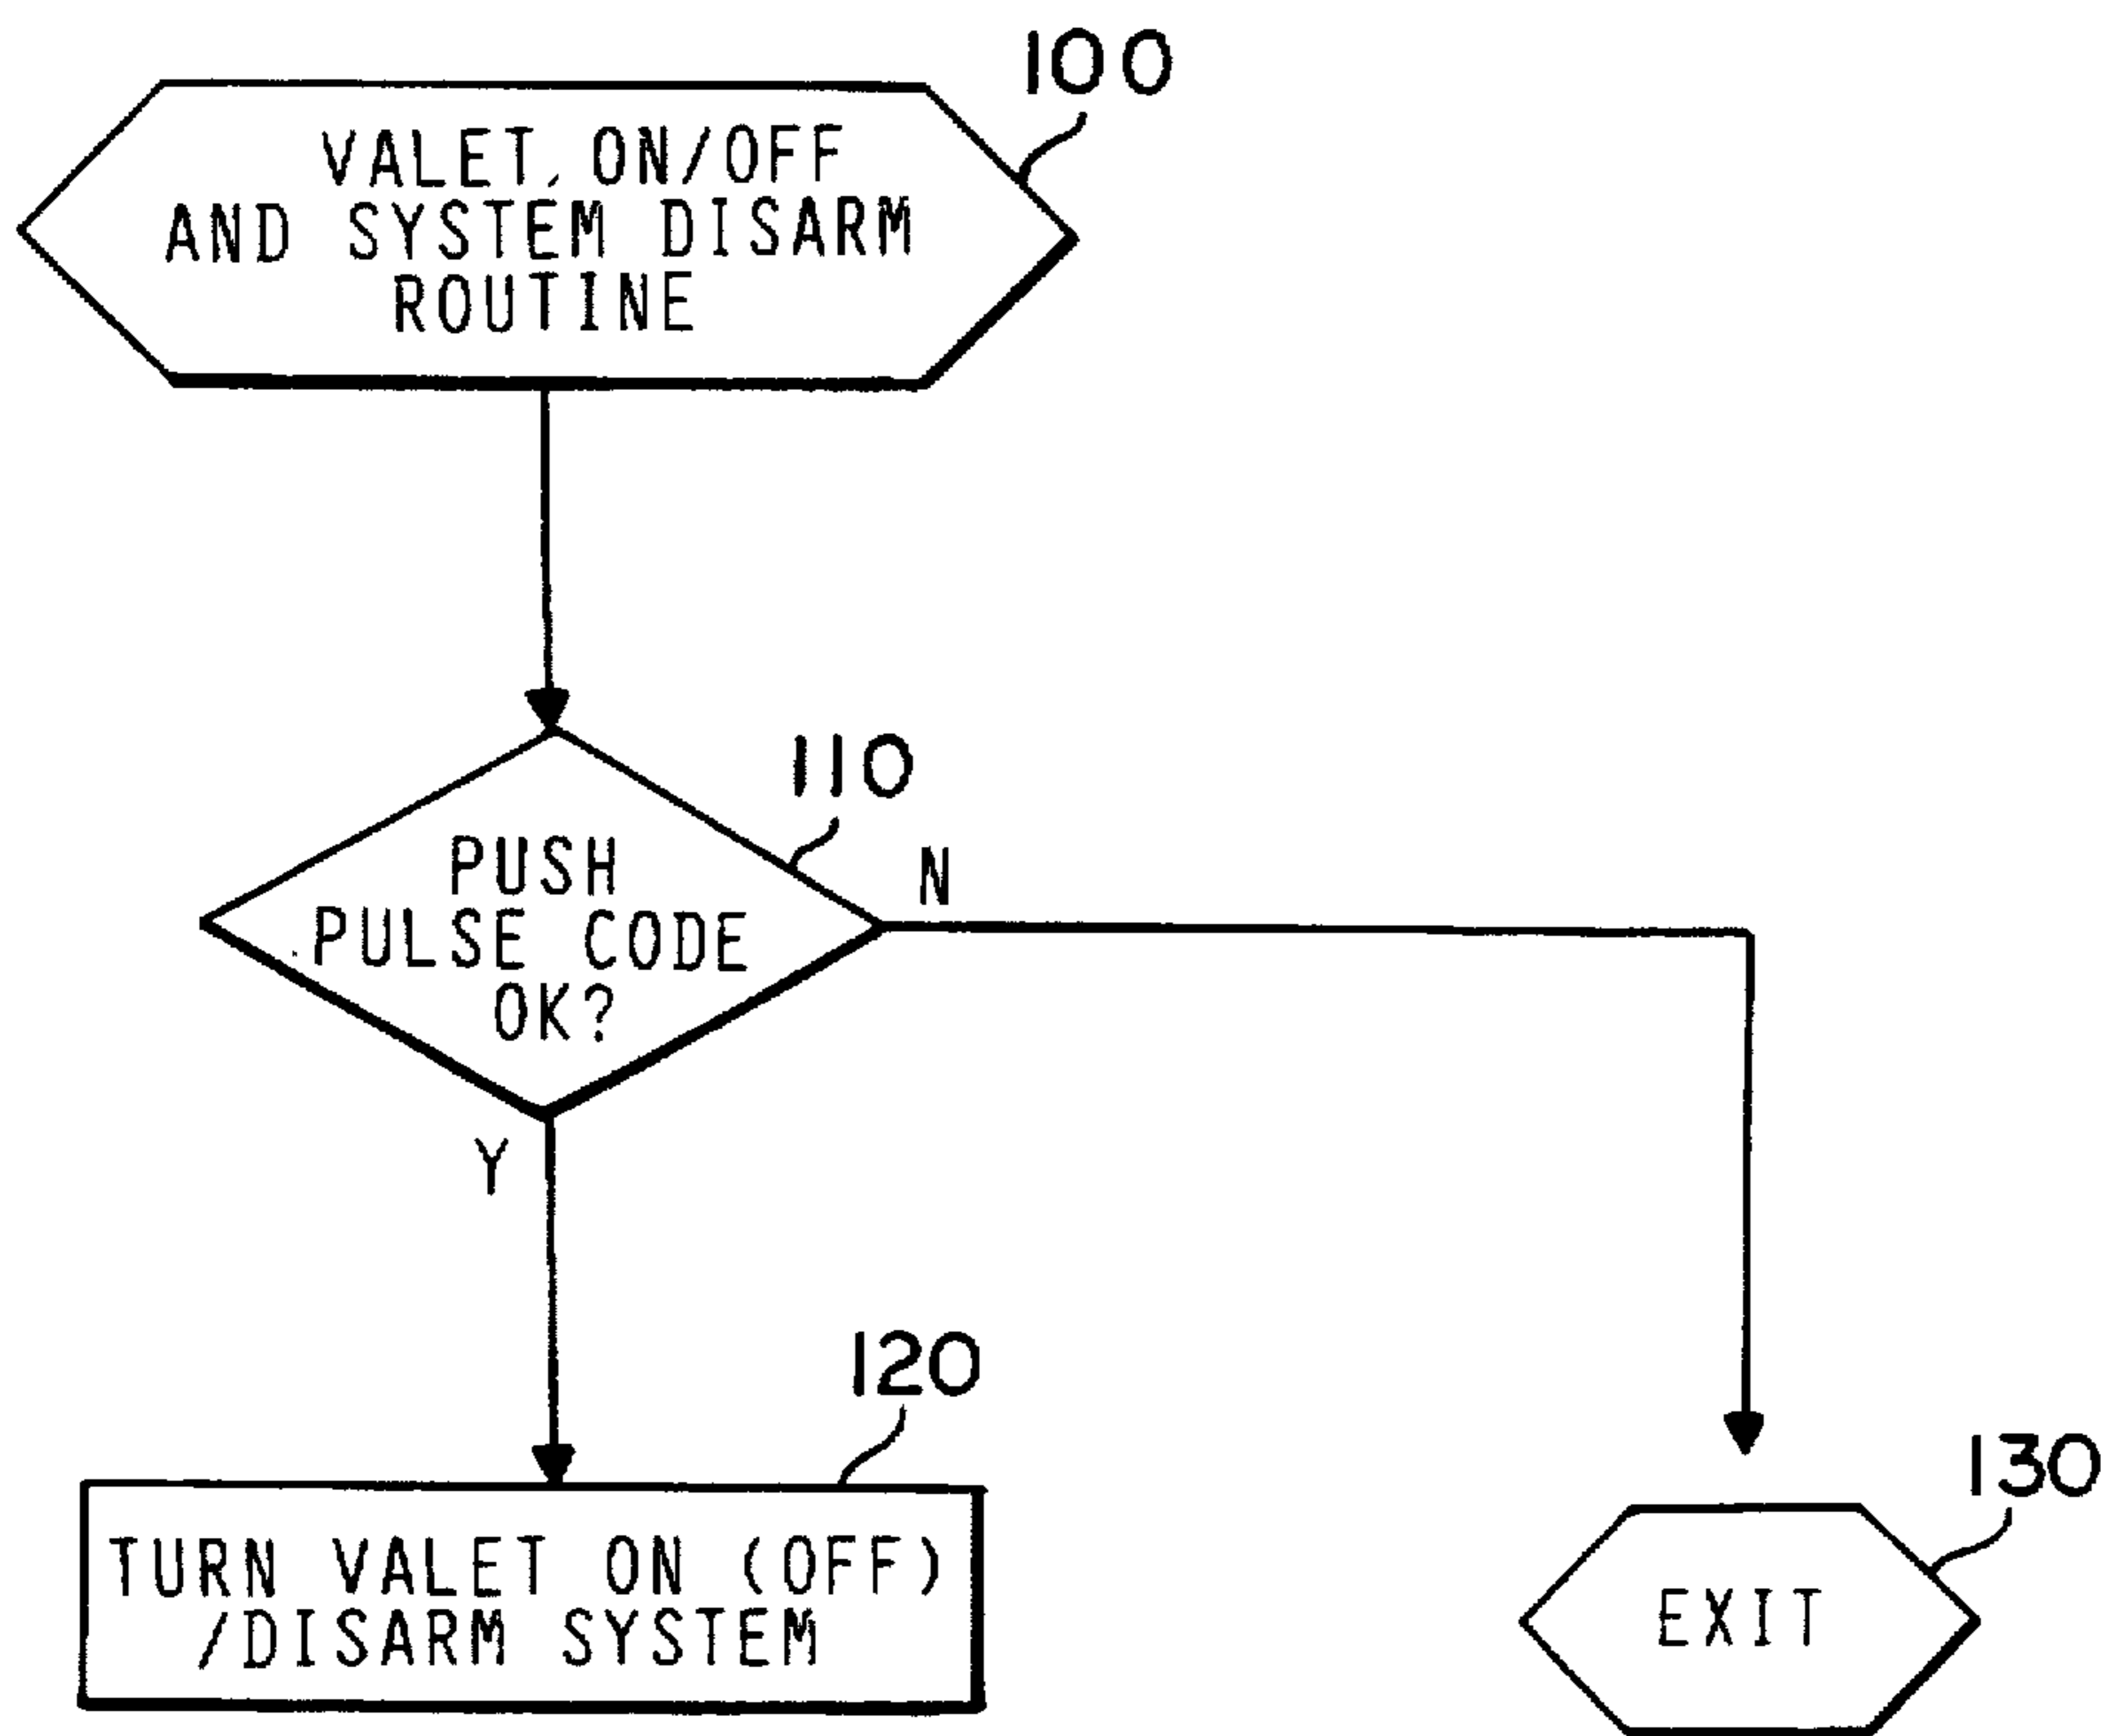 100
VALET, ON/OFF
AND SYSTEM DISARM
ROUTINE
110
PUSH
PULSE CODE
OK?
N
Y
120
TURN VALET ON (OFF)
/DISARM SYSTEM
130
EXIT